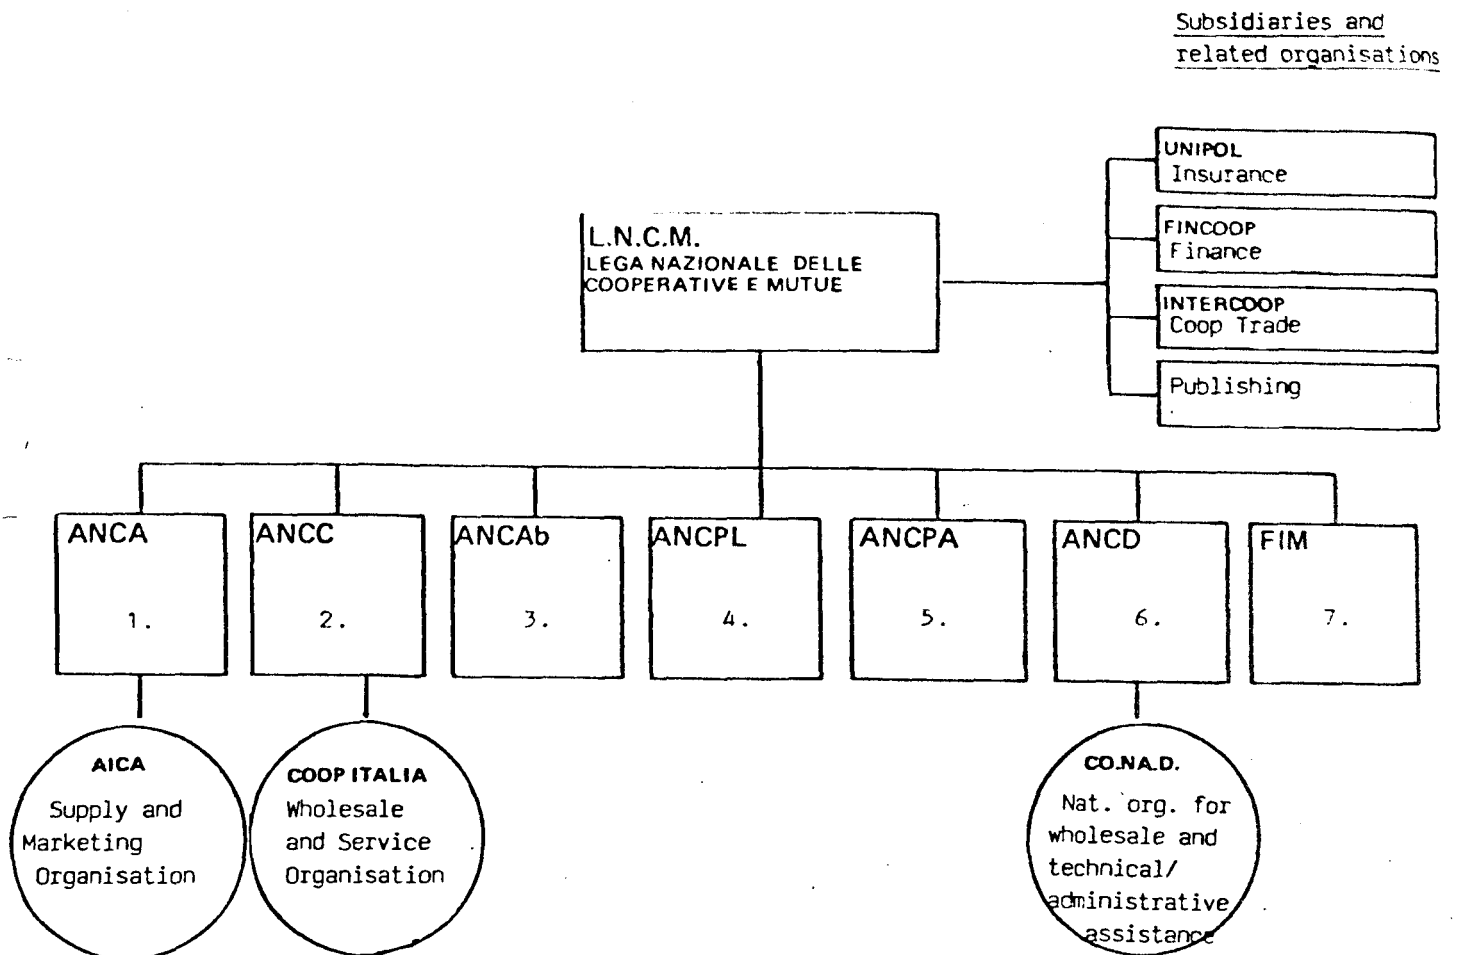 Subsidiaries and
related organisations
UNIPOL
Insurance
FINCOOP
Finance
INTERCOOP
Coop Trade
Publishing
L.N.C.M.
LEGA NAZIONALE DELLE
COOPERATIVE E MUTUE
ANCA
1.
ANCC
2.
ANCAb
3.
ANCPL
4.
ANCPA
5.
ANCD
6.
FIM
7.
AICA
Supply and
Marketing
Organisation
COOP ITALIA
Wholesale
and Service
Organisation
CO.NA.D.
Nat. org. for
wholesale and
technical/
administrative
assistance